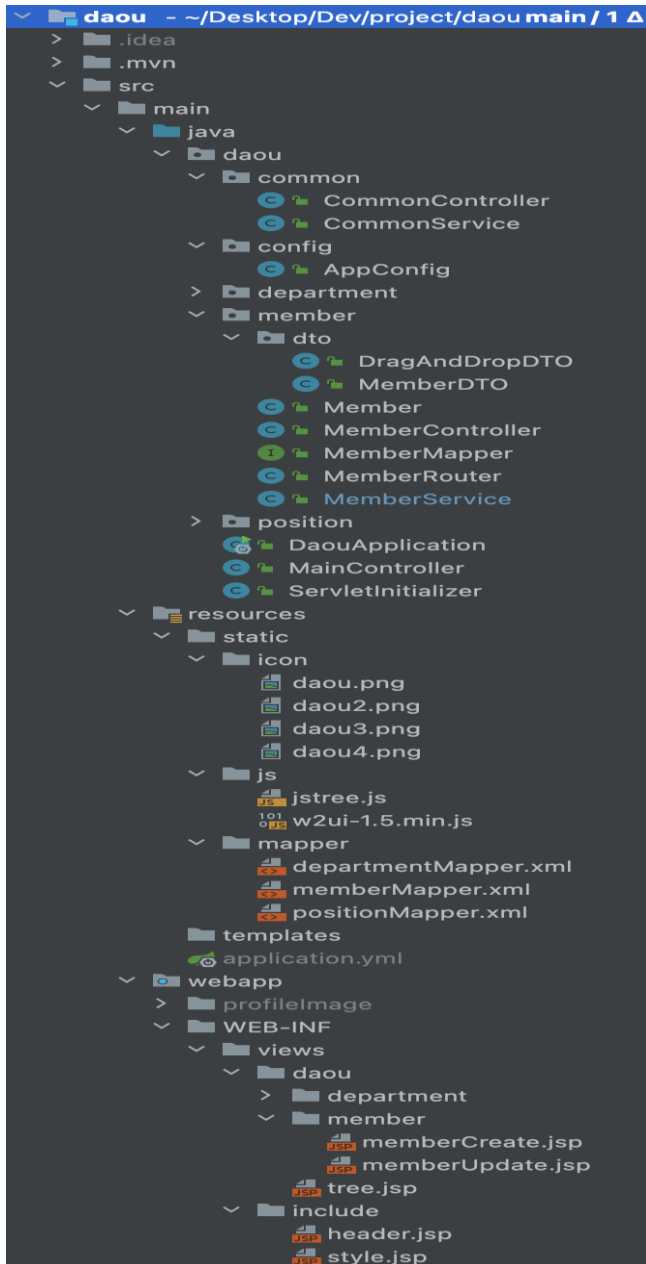 daou - ~/Desktop/Dev/project/daou main / 1 Δ
.idea
.mvn
src
main
java
daou
common
CommonController
CommonService
config
AppConfig
department
member
dto
DragAndDropDTO
MemberDTO
Member
MemberController
MemberMapper
MemberRouter
MemberService
position
DaouApplication
MainController
ServletInitializer
resources
static
icon
daou.png
daou2.png
daou3.png
daou4.png
js
jstree.js
w2ui-1.5.min.js
mapper
departmentMapper.xml
memberMapper.xml
positionMapper.xml
templates
application.yml
webapp
profileImage
WEB-INF
views
daou
department
member
memberCreate.jsp
memberUpdate.jsp
tree.jsp
include
header.jsp
style.jsp